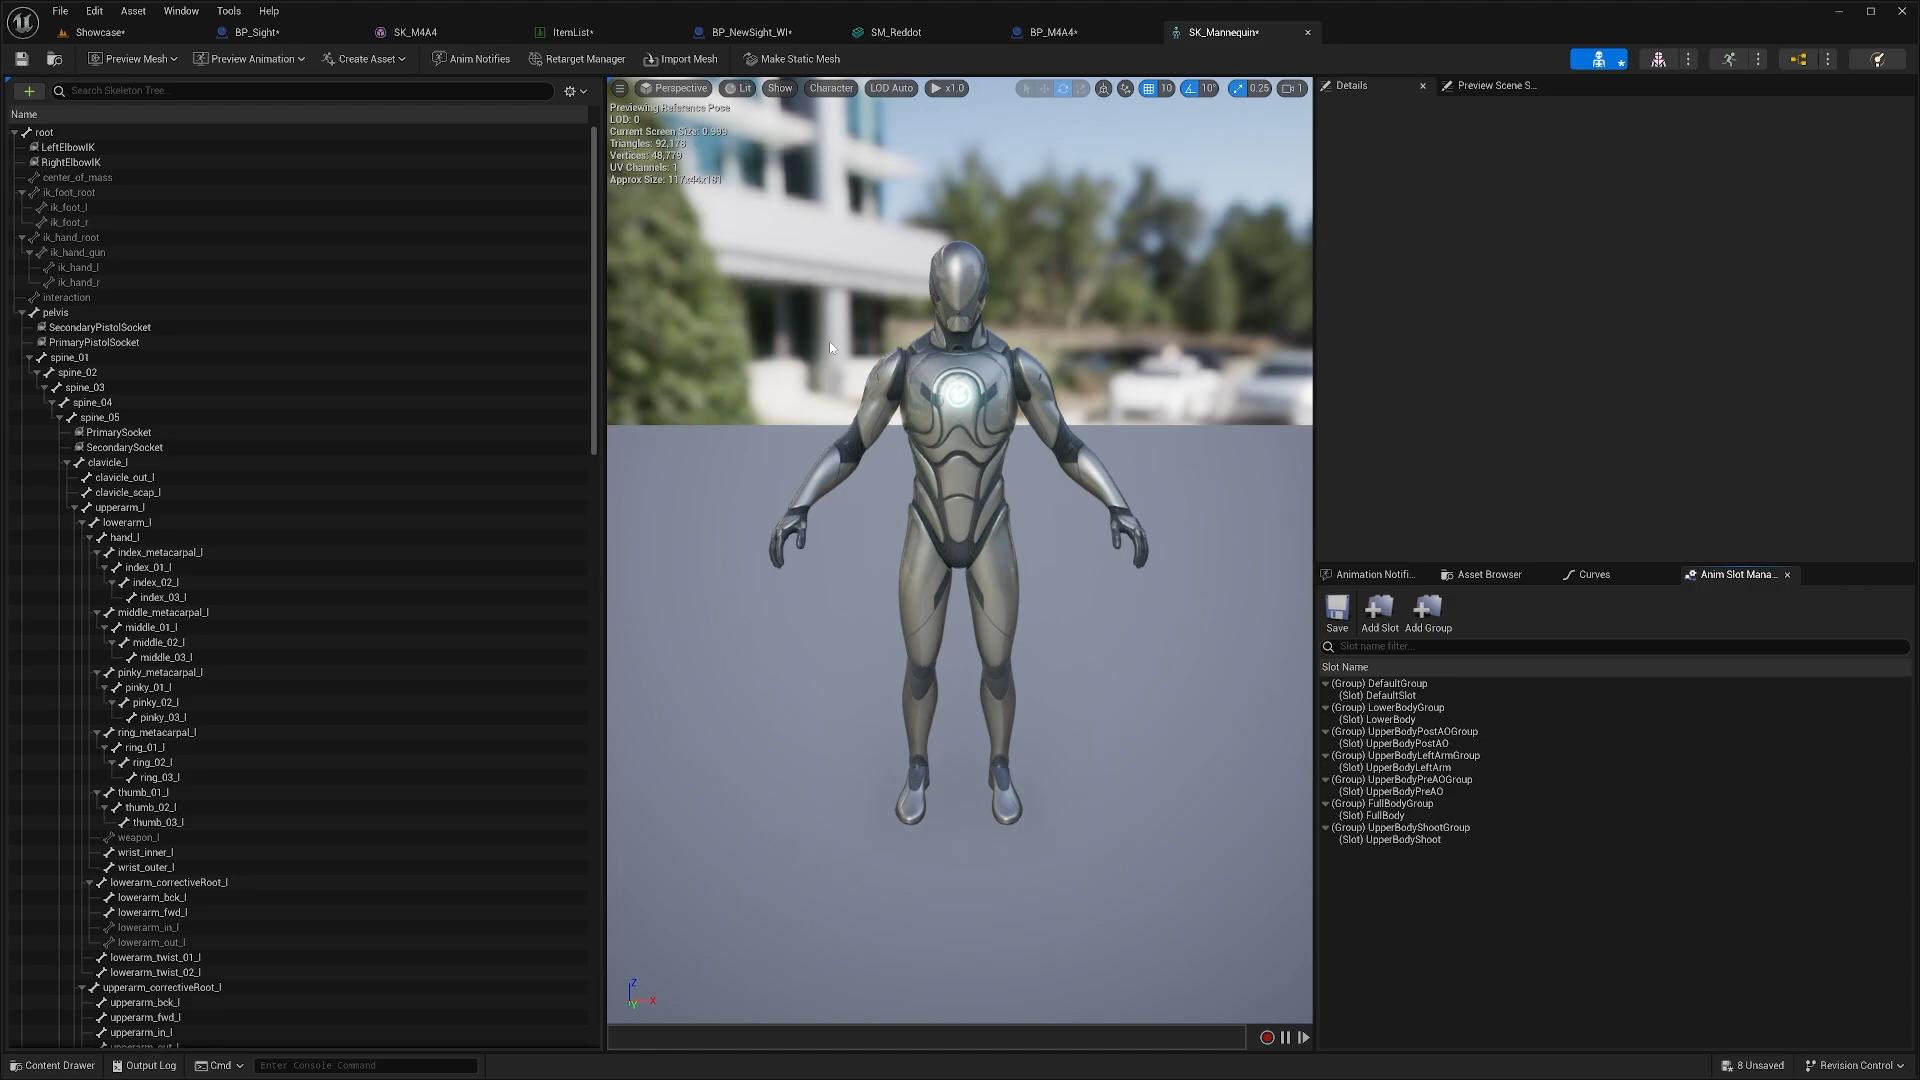 File Edit Asset Window Tools Help
Showcase* BP_Sight* SK_M4A4 ItemList* BP_NewSight_WI* SM_Reddot BP_M4A4* SK_Mannequin*
Preview Mesh Preview Animation Create Asset Anim Notifies Retarget Manager Import Mesh Make Static Mesh
Search Skeleton Tree...
Name
root
LeftElbowIK
RightElbowIK
center_of_mass
ik_foot_root
ik_foot_l
ik_foot_r
ik_hand_root
ik_hand_gun
ik_hand_l
ik_hand_r
interaction
pelvis
SecondaryPistolSocket
PrimaryPistolSocket
spine_01
spine_02
spine_03
spine_04
spine_05
PrimarySocket
SecondarySocket
clavicle_l
clavicle_out_l
clavicle_scap_l
upperarm_l
lowerarm_l
hand_l
index_metacarpal_l
index_01_l
index_02_l
index_03_l
middle_metacarpal_l
middle_01_l
middle_02_l
middle_03_l
pinky_metacarpal_l
pinky_01_l
pinky_02_l
pinky_03_l
ring_metacarpal_l
ring_01_l
ring_02_l
ring_03_l
thumb_01_l
thumb_02_l
thumb_03_l
weapon_l
wrist_inner_l
wrist_outer_l
lowerarm_correctiveRoot_l
lowerarm_bck_l
lowerarm_fwd_l
lowerarm_in_l
lowerarm_out_l
lowerarm_twist_01_l
lowerarm_twist_02_l
upperarm_correctiveRoot_l
upperarm_bck_l
upperarm_fwd_l
upperarm_in_l
upperarm_out_l
Perspective Lit Show Character LOD Auto x1.0 10 10° 0.25 1
Previewing Reference Pose
LOD: 0
Current Screen Size: 0.999
Triangles: 92,178
Vertices: 48,779
UV Channels: 1
Approx Size: 117x44x181
Z
X
Y
Details Preview Scene S...
Animation Notifi... Asset Browser Curves Anim Slot Mana...
Save Add Slot Add Group
Slot name filter...
Slot Name
(Group) DefaultGroup
(Slot) DefaultSlot
(Group) LowerBodyGroup
(Slot) LowerBody
(Group) UpperBodyPostAOGroup
(Slot) UpperBodyPostAO
(Group) UpperBodyLeftArmGroup
(Slot) UpperBodyLeftArm
(Group) UpperBodyPreAOGroup
(Slot) UpperBodyPreAO
(Group) FullBodyGroup
(Slot) FullBody
(Group) UpperBodyShootGroup
(Slot) UpperBodyShoot
Content Drawer Output Log Cmd Enter Console Command 8 Unsaved Revision Control